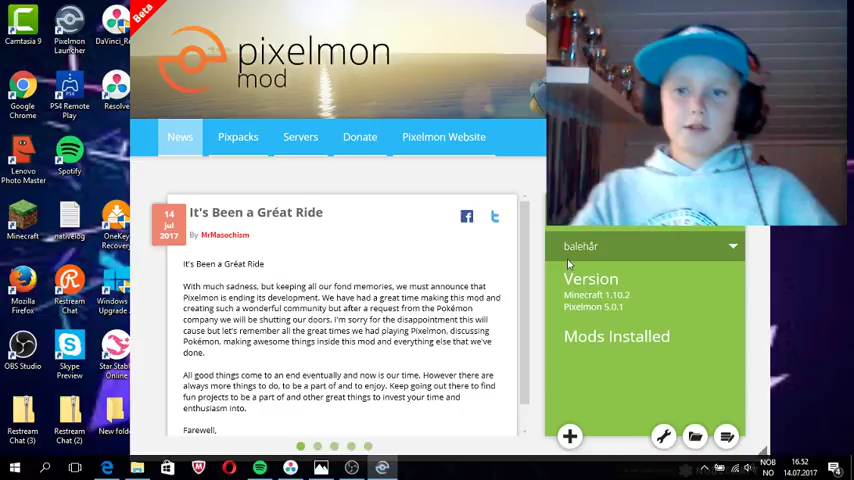 Camtasia 9
Pixelmon
Launcher
DaVinci_Re
Google
Chrome
PS4 Remote
Play
Resolve
Lenovo
Photo Master
Spotify
Minecraft
nativelog
OneKey
Recovery
Mozilla
Firefox
Restream
Chat
Windows
Upgrade
OBS Studio
Skype
Preview
Star Stable
Online
Restream
Chat (3)
Restream
Chat (2)
New folde
Beta
pixelmon
mod
News
Pixpacks
Servers
Donate
Pixelmon Website
14
jul
2017
It's Been a Gréat Ride
By MrMasochism
It's Been a Gréat Ride
With much sadness, but keeping all our fond memories, we must announce that
Pixelmon is ending its development. We have had a great time making this mod and
creating such a wonderful community but after a request from the Pokémon
company we will be shutting our doors. I'm sorry for the disappointment this will
cause but let's remember all the great times we had playing Pixelmon, discussing
Pokémon, making awesome things inside this mod and everything else that we've
done.
All good things come to an end eventually and now is our time. However there are
always more things to do, to be a part of and to enjoy. Keep going out there to find
fun projects to be a part of and other great things to invest your time and
enthusiasm into.
Farewell,
balehår
Version
Minecraft 1.10.2
Pixelmon 5.0.1
Mods Installed
NOB
NO
16.52
14.07.2017
4